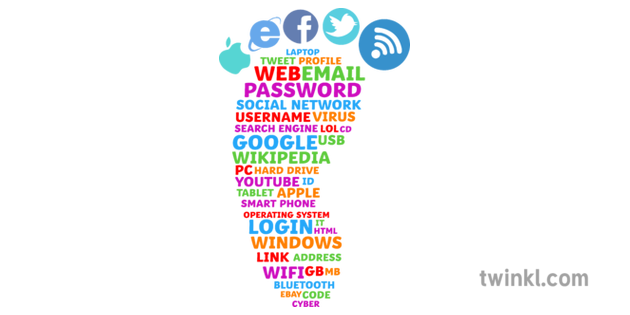 LAPTOP
TWEET PROFILE
WEB EMAIL
PASSWORD
SOCIAL NETWORK
USERNAME VIRUS
SEARCH ENGINE LOL CD
GOOGLE USB
WIKIPEDIA
PC HARD DRIVE
YOUTUBE ID
TABLET APPLE
SMART PHONE
OPERATING SYSTEM
LOGIN IT
HTML
WINDOWS
LINK ADDRESS
WIFI GB MB
BLUETOOTH
EBAY CODE
CYBER
twinkl.com